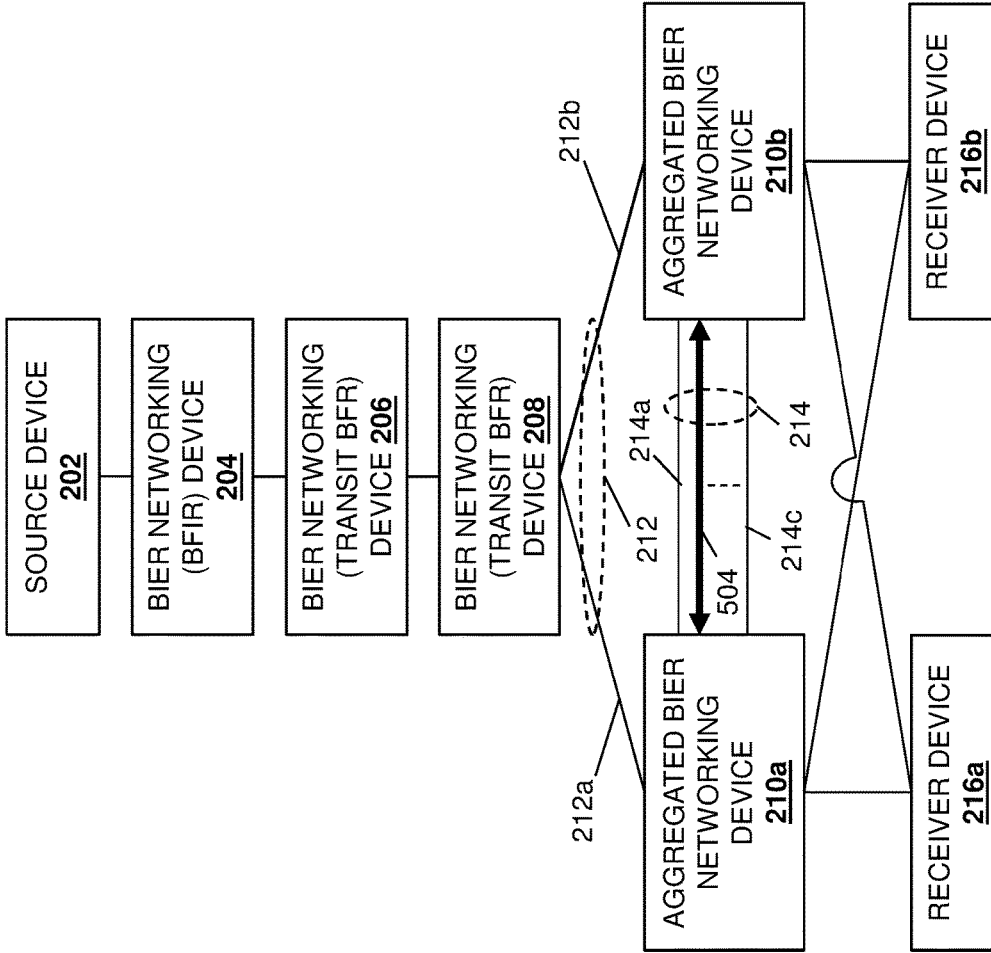 SOURCE DEVICE
202
BIER NETWORKING
(BFIR) DEVICE
204
BIER NETWORKING
(TRANSIT BFR)
DEVICE 206
BIER NETWORKING
(TRANSIT BFR)
DEVICE 208
212a
212
212b
AGGREGATED BIER
NETWORKING
DEVICE
210a
214a
504
214
214c
AGGREGATED BIER
NETWORKING
DEVICE
210b
RECEIVER DEVICE
216a
RECEIVER DEVICE
216b